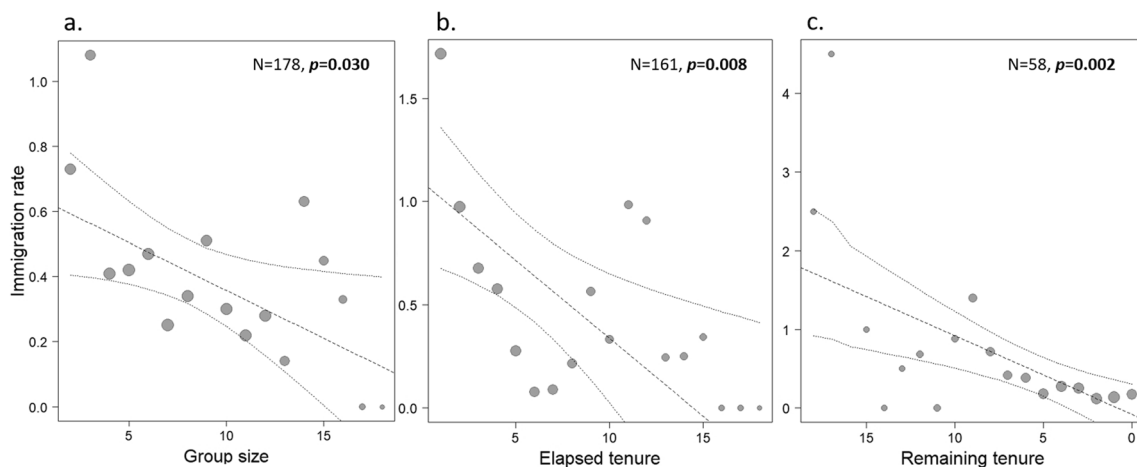 a.
N=178, p=0.030
Immigration rate
1.0
0.8
0.6
0.4
0.2
0.0
5 10 15
Group size
b.
N=161, p=0.008
1.5
1.0
0.5
0.0
5 10 15
Elapsed tenure
c.
N=58, p=0.002
4
3
2
1
0
15 10 5 0
Remaining tenure